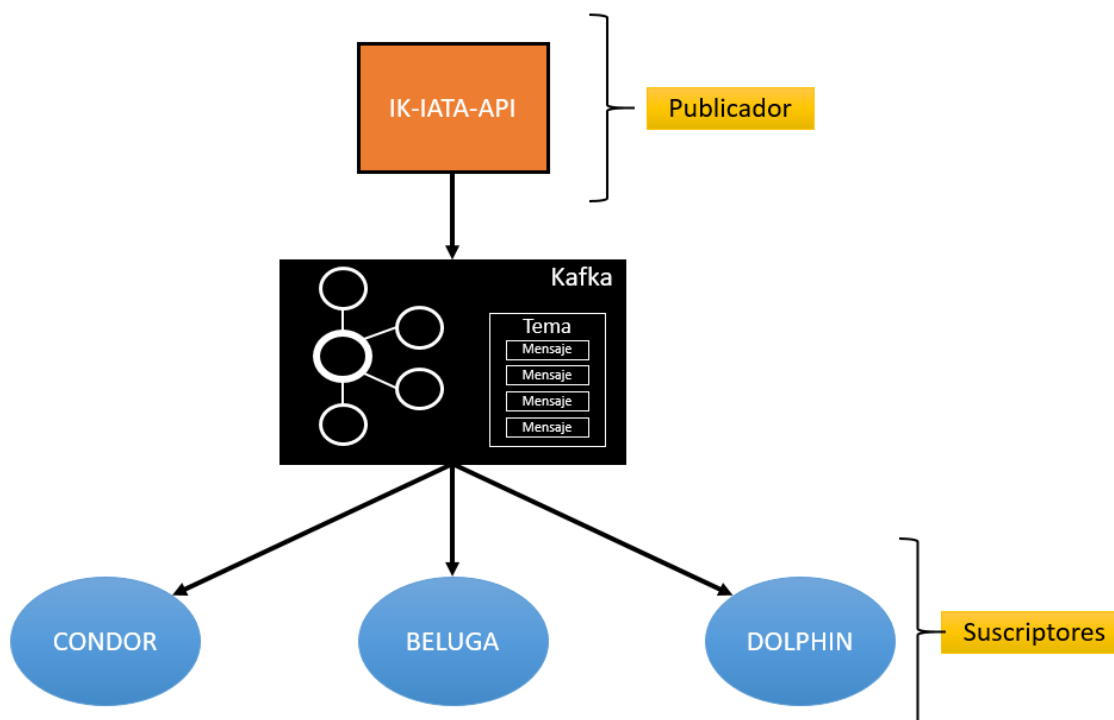 IK-IATA-API
Publicador
Kafka
Tema
Mensaje
Mensaje
Mensaje
Mensaje
CONDOR
BELUGA
DOLPHIN
Suscriptores